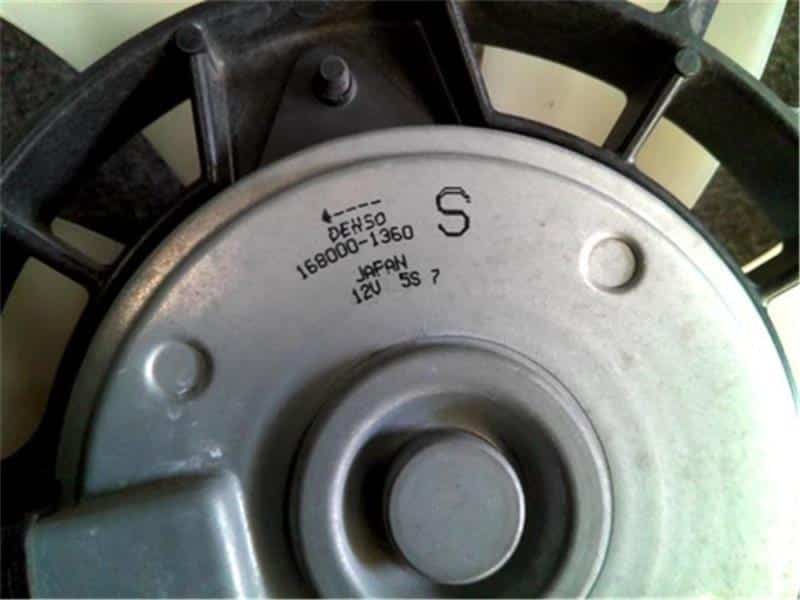 DENSO
S
168000-1360
JAPAN
12V 5S 7